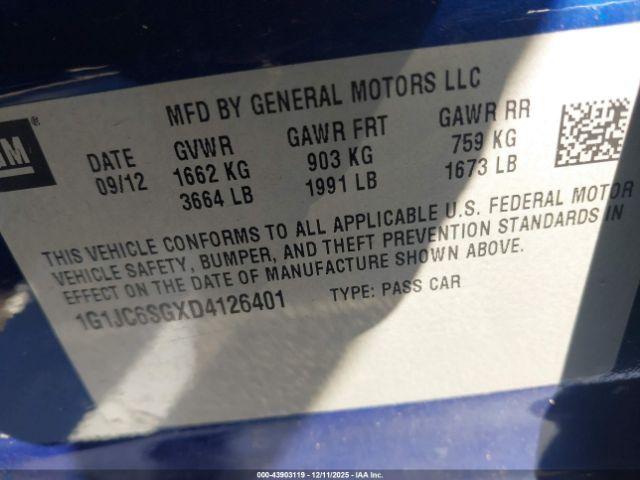 MFD BY GENERAL MOTORS LLC
GM ®
DATE GVWR GAWR FRT GAWR RR
09/12 1662 KG 903 KG 759 KG
3664 LB 1991 LB 1673 LB
THIS VEHICLE CONFORMS TO ALL APPLICABLE U.S. FEDERAL MOTOR
VEHICLE SAFETY, BUMPER, AND THEFT PREVENTION STANDARDS IN
EFFECT ON THE DATE OF MANUFACTURE SHOWN ABOVE.
1G1JC6SGXD4126401 TYPE: PASS CAR
000-43903119 - 12/11/2025 - IAA, Inc.